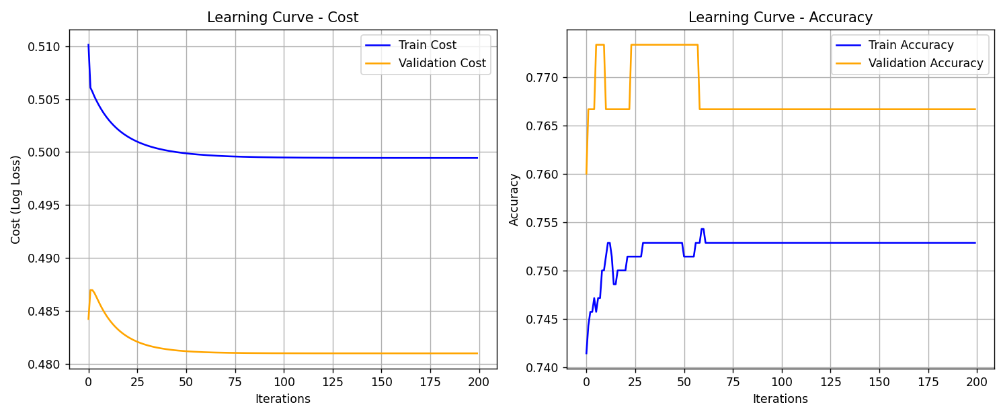 Learning Curve - Cost
Train Cost
Validation Cost
0.510
0.505
0.500
0.495
0.490
0.485
0.480
Cost (Log Loss)
0 25 50 75 100 125 150 175 200
Iterations
Learning Curve - Accuracy
Train Accuracy
Validation Accuracy
0.770
0.765
0.760
0.755
0.750
0.745
0.740
Accuracy
0 25 50 75 100 125 150 175 200
Iterations